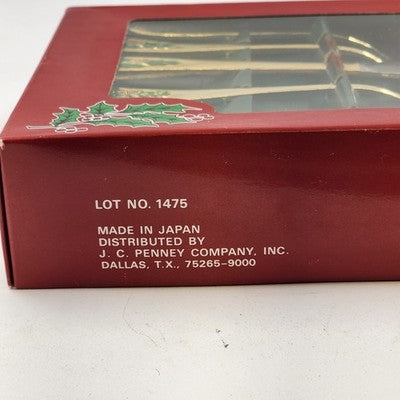 LOT NO. 1475
MADE IN JAPAN
DISTRIBUTED BY
J. C. PENNEY COMPANY, INC.
DALLAS, T.X., 75265-9000